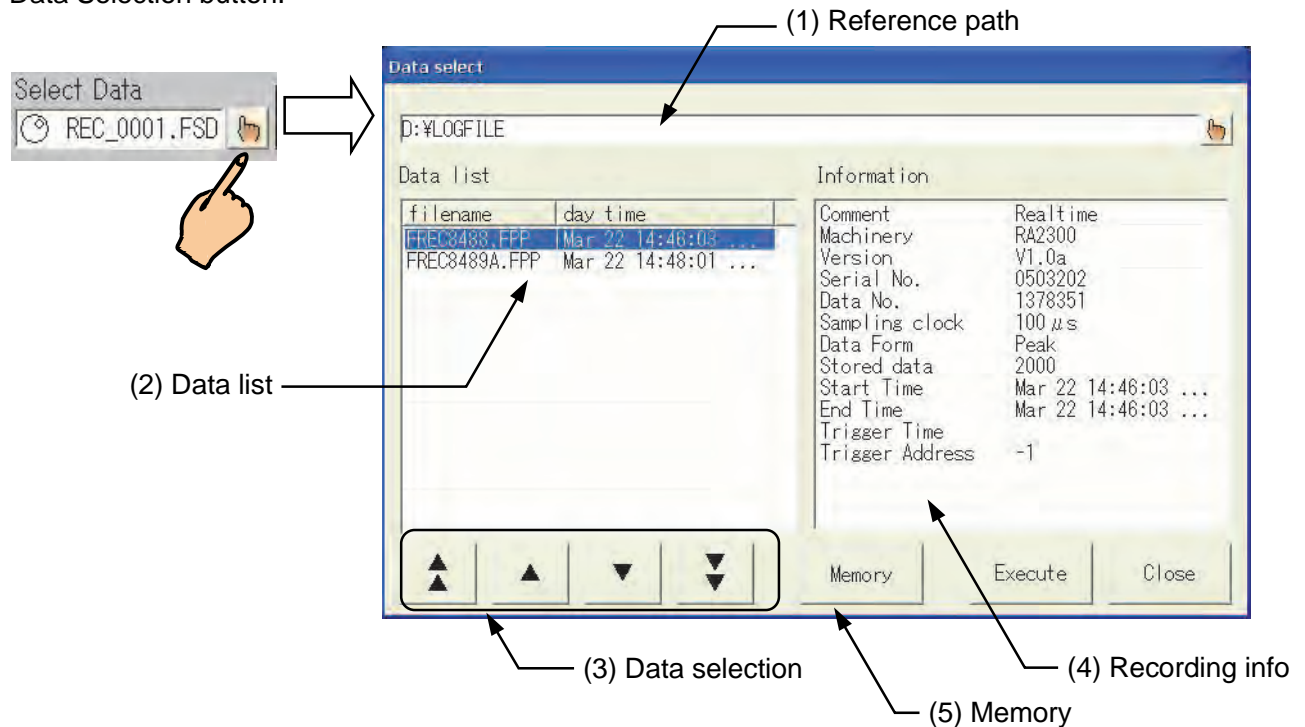 Data Selection button.
(1) Reference path
Select Data
REC_0001.FSD
Data select
D:¥LOGFILE
Data list
Information
filename day time
FREC8488.FPP Mar 22 14:46:03 ...
FREC8489A.FPP Mar 22 14:48:01 ...
Comment Realtime
Machinery RA2300
Version V1.0a
Serial No. 0503202
Data No. 1378351
Sampling clock 100 μs
Data Form Peak
Stored data 2000
Start Time Mar 22 14:46:03 ...
End Time Mar 22 14:46:03 ...
Trigger Time
Trigger Address -1
(2) Data list
Memory
Execute
Close
(3) Data selection
(4) Recording info
(5) Memory